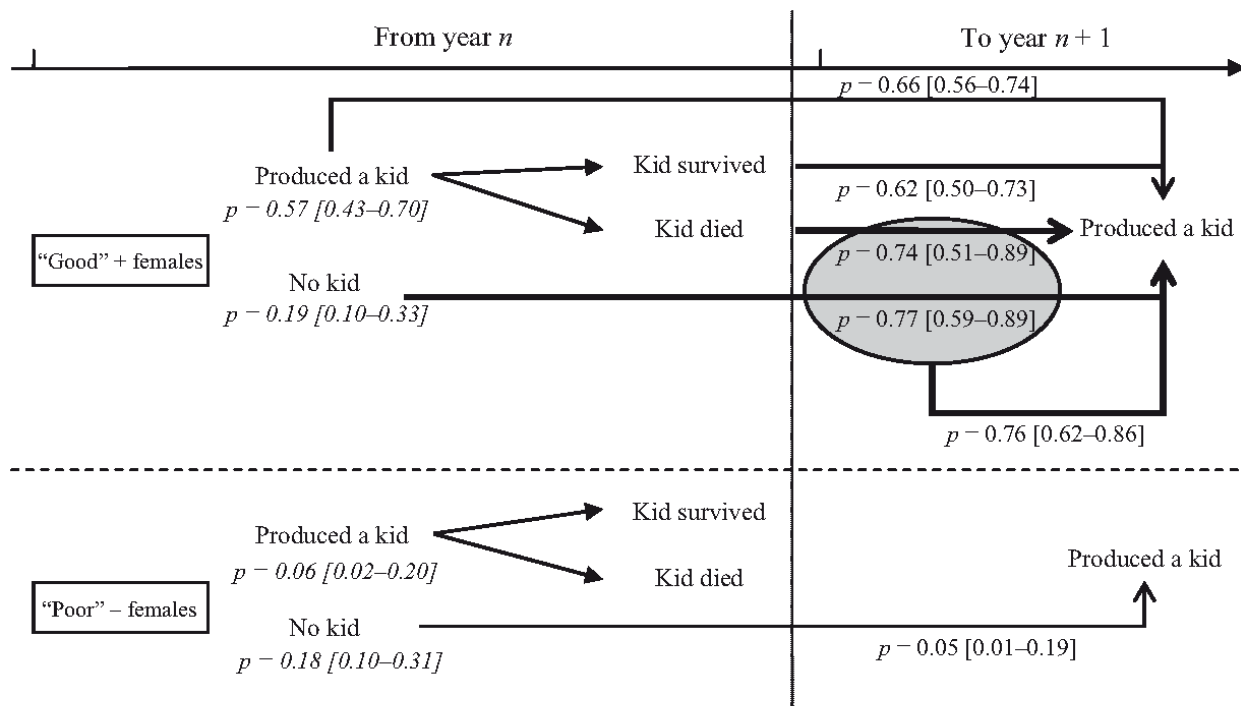 From year n
To year n + 1
p = 0.66 [0.56–0.74]
Produced a kid
p = 0.57 [0.43–0.70]
Kid survived
p = 0.62 [0.50–0.73]
Kid died
Produced a kid
p = 0.74 [0.51–0.89]
“Good” + females
No kid
p = 0.19 [0.10–0.33]
p = 0.77 [0.59–0.89]
p = 0.76 [0.62–0.86]
Kid survived
Produced a kid
p = 0.06 [0.02–0.20]
Kid died
Produced a kid
“Poor” – females
No kid
p = 0.18 [0.10–0.31]
p = 0.05 [0.01–0.19]